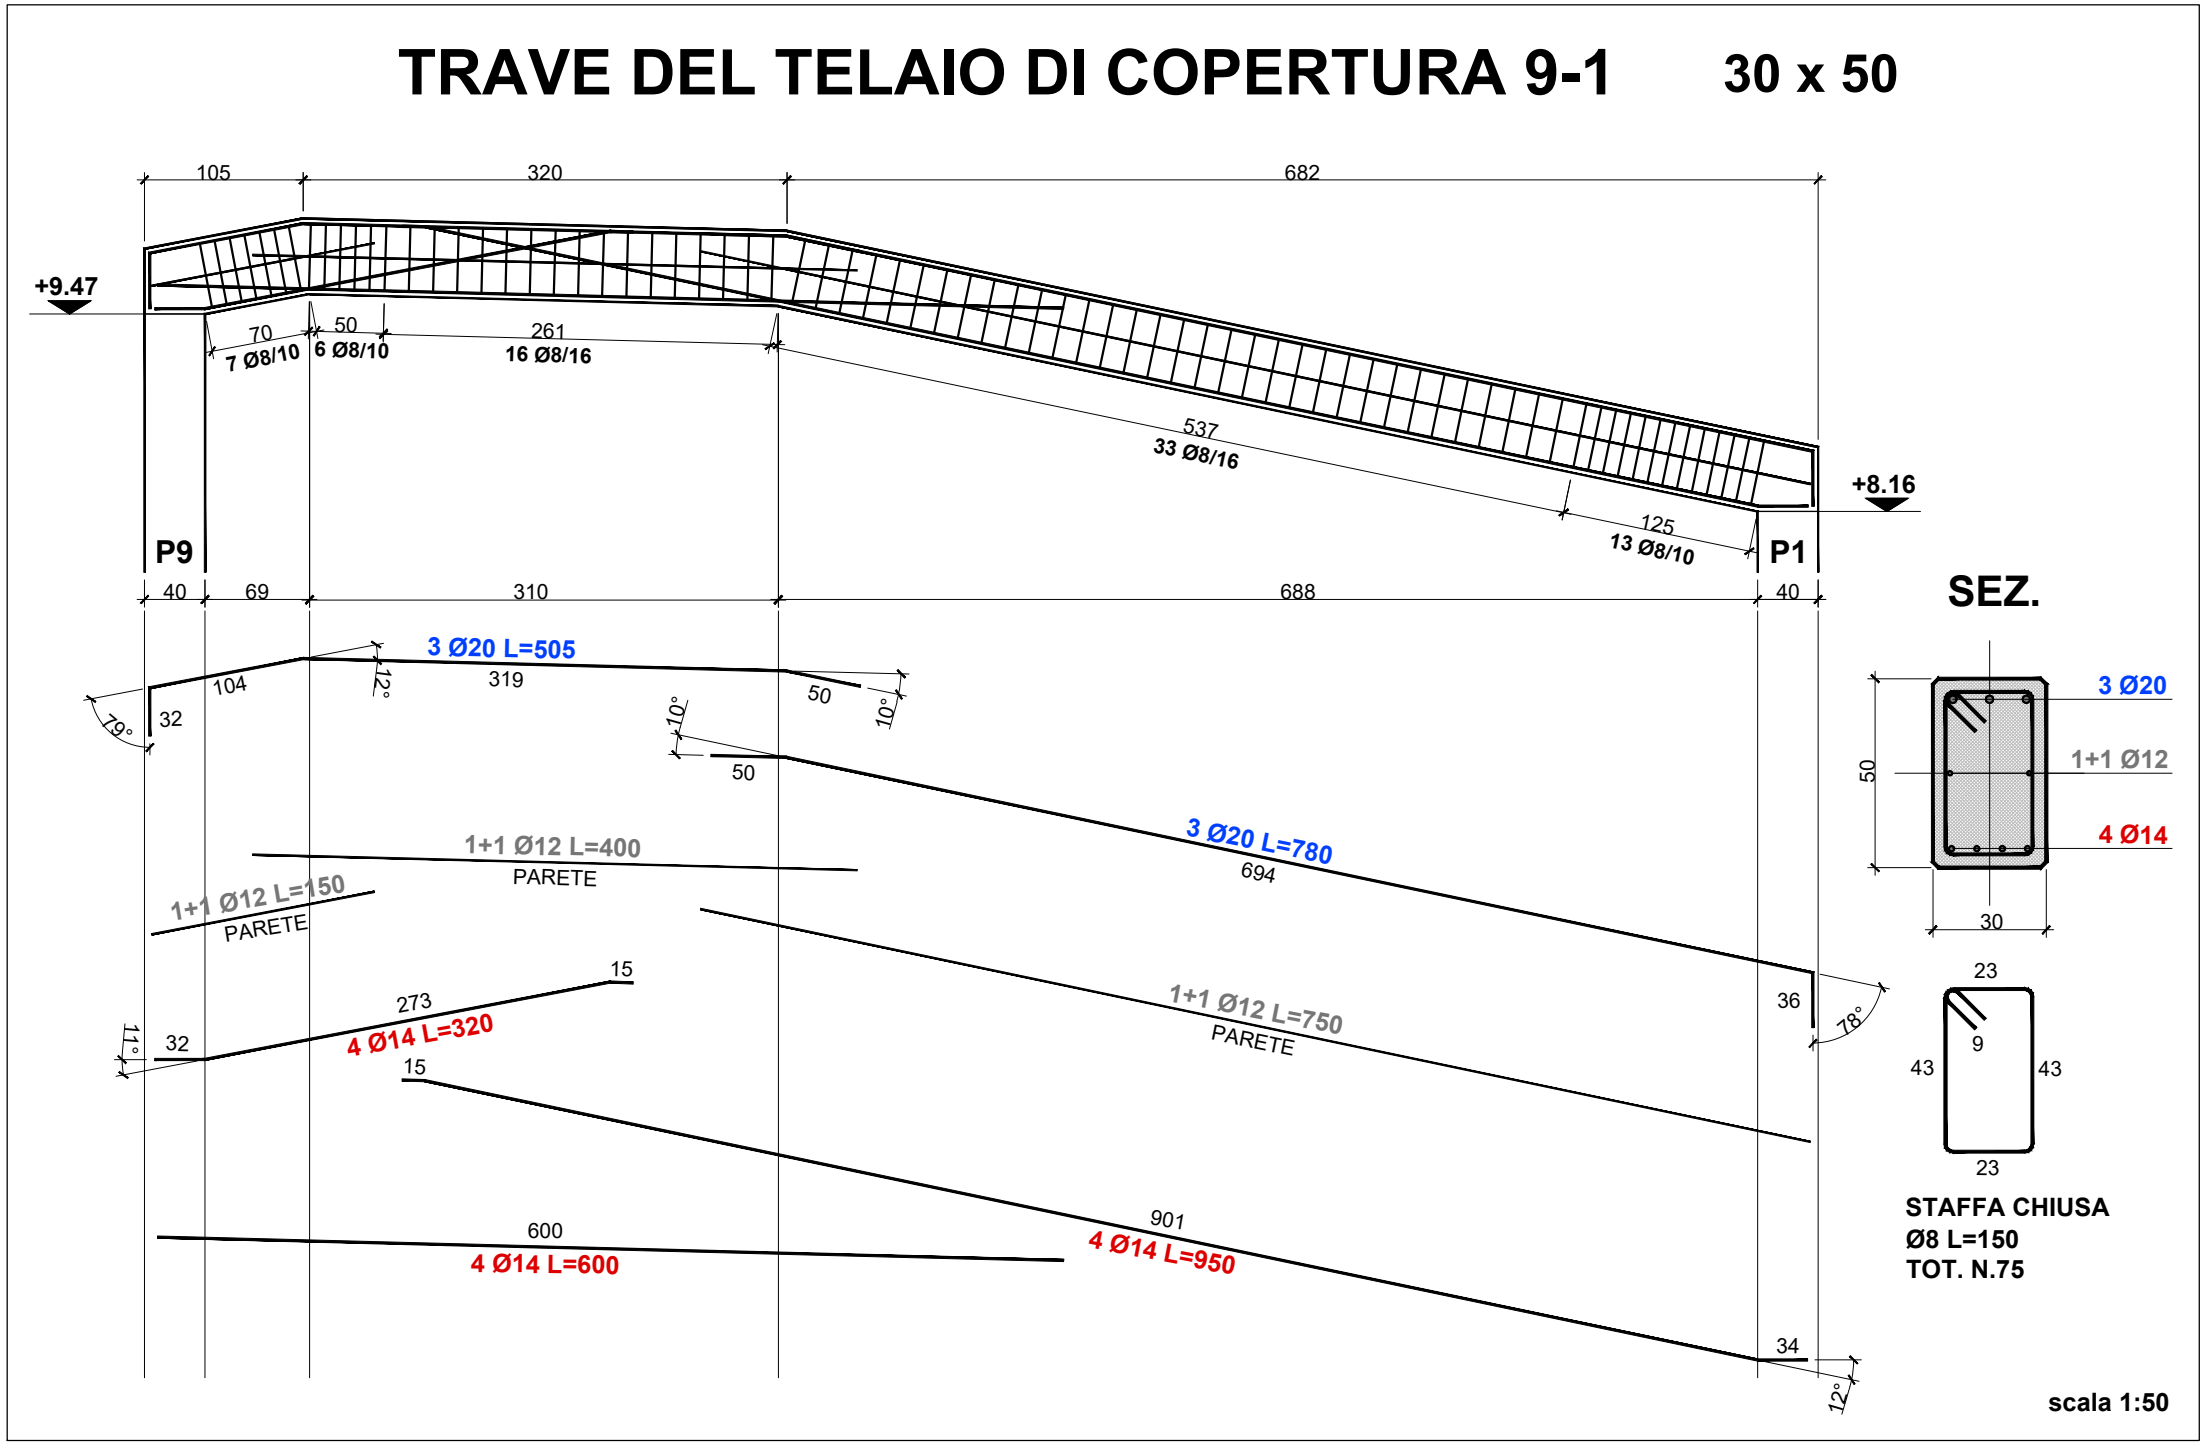 TRAVE DEL TELAIO DI COPERTURA 9-1 30 x 50
105 320 682
+9.47
70
7 Ø8/10
50
6 Ø8/10
261
16 Ø8/16
537
33 Ø8/16
125
13 Ø8/10
+8.16
P9
P1
40 69 310 688 40
3 Ø20 L=505
104
319
50
32
79°
12°
10°
10°
50
3 Ø20 L=780
694
36
78°
1+1 Ø12 L=400
PARETE
1+1 Ø12 L=150
PARETE
1+1 Ø12 L=750
PARETE
15
273
4 Ø14 L=320
32
11°
15
901
4 Ø14 L=950
34
12°
600
4 Ø14 L=600
SEZ.
3 Ø20
1+1 Ø12
4 Ø14
50
30
23
9
43
43
23
STAFFA CHIUSA
Ø8 L=150
TOT. N.75
scala 1:50